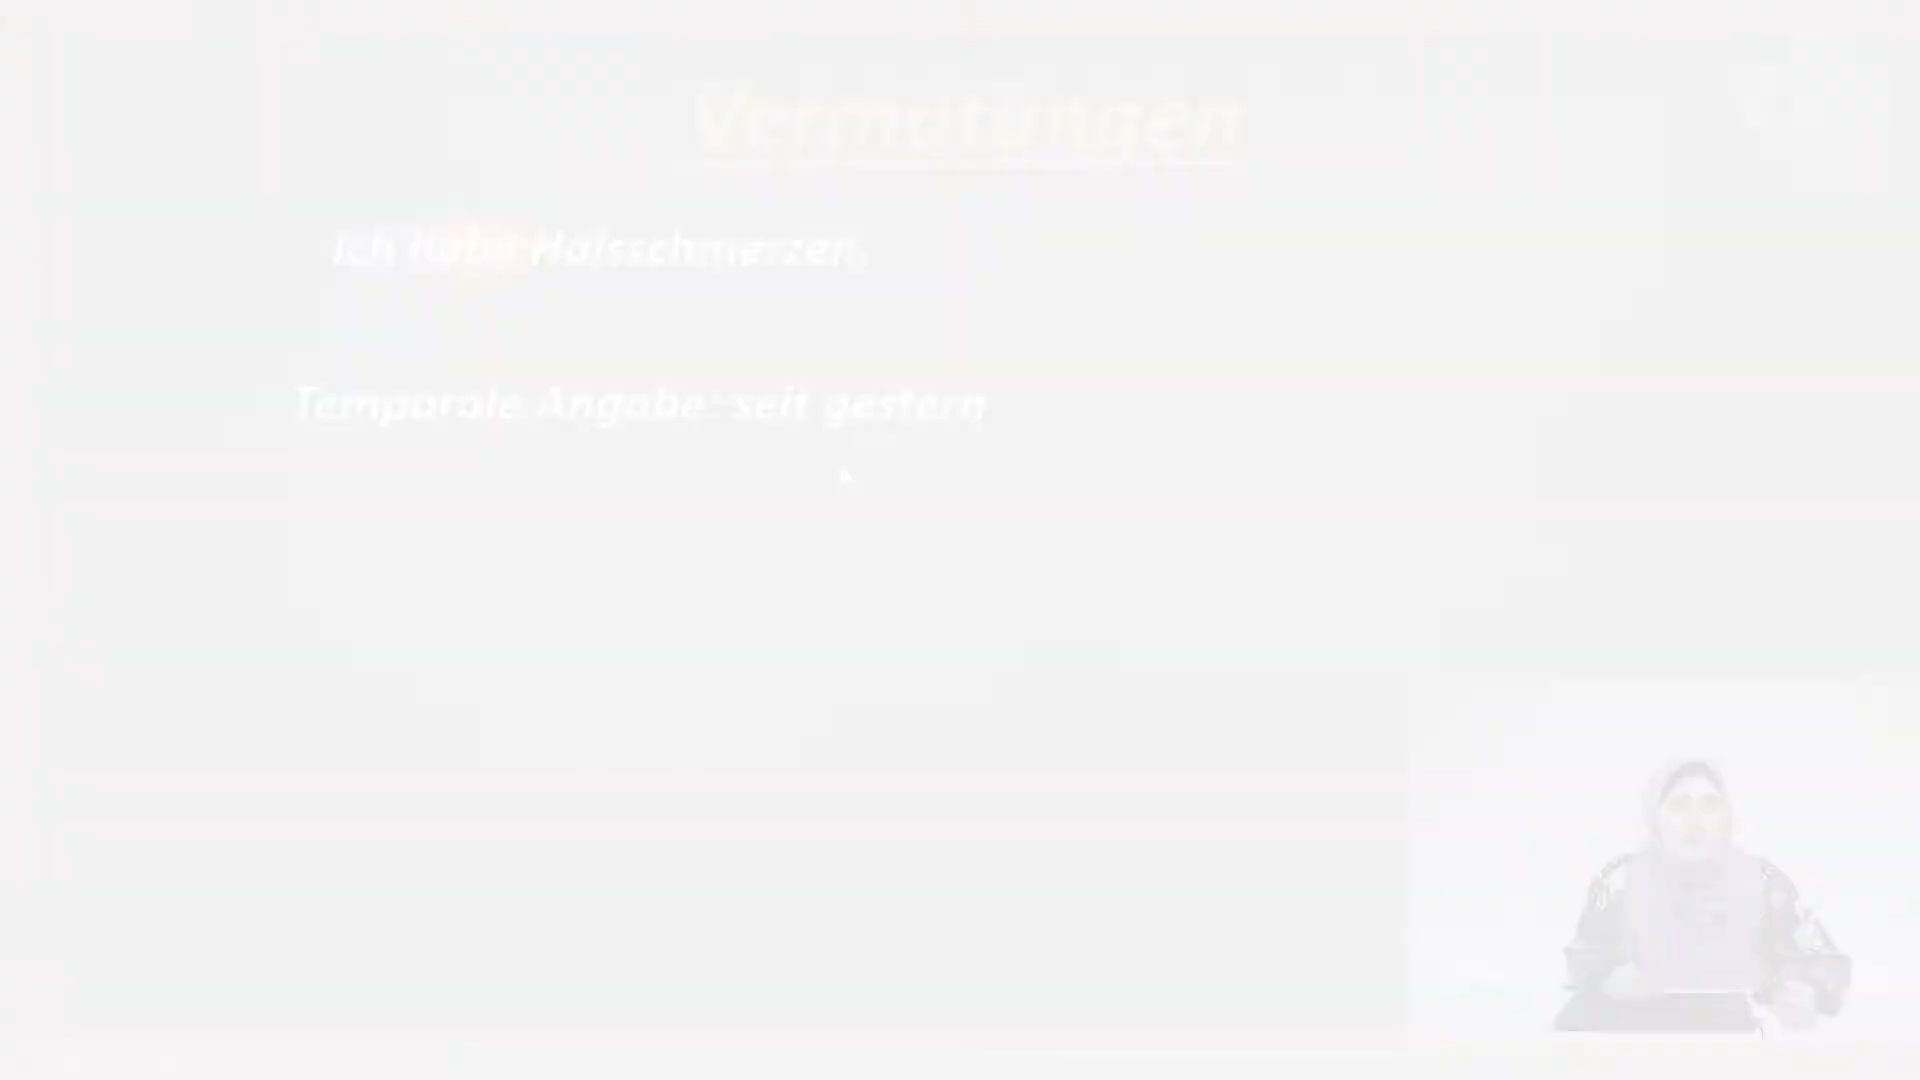 Vermutungen
Ich habe Halsschmerzen.
Temporale Angabe: seit gestern